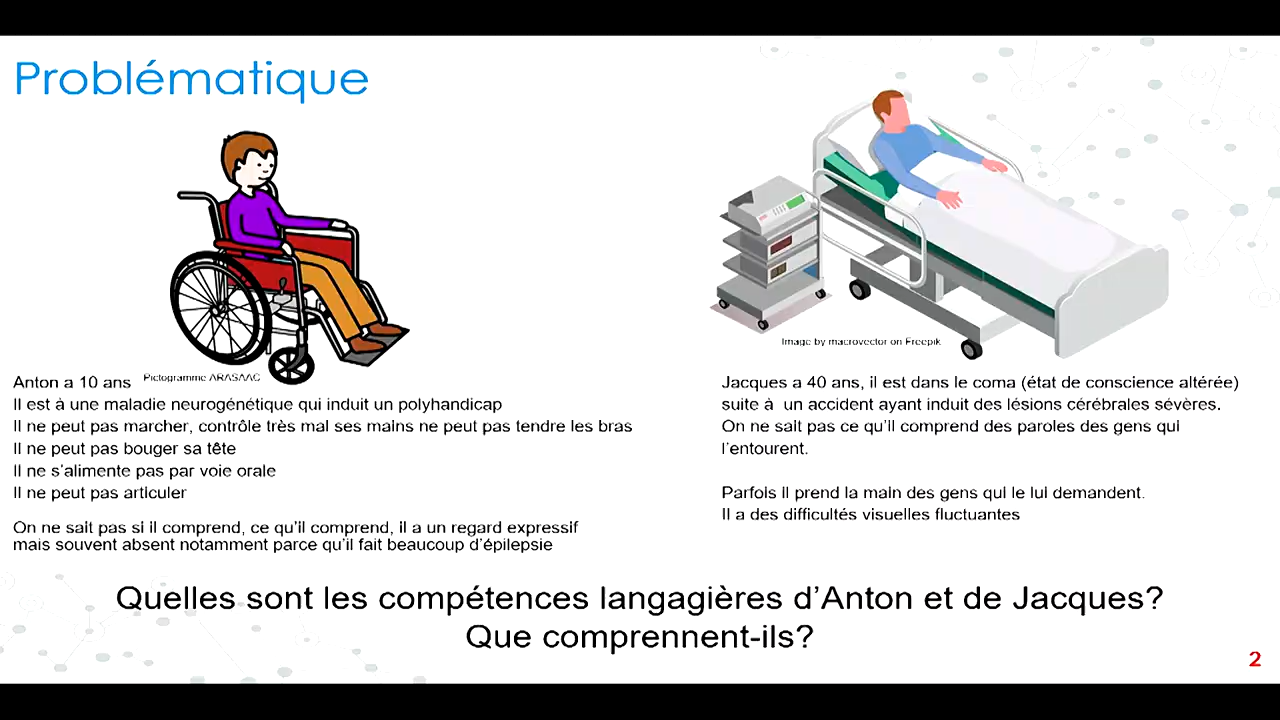 Problématique
Pictogramme ARASAAC
Anton a 10 ans
Il est à une maladie neurogénétique qui induit un polyhandicap
Il ne peut pas marcher, contrôle très mal ses mains ne peut pas tendre les bras
Il ne peut pas bouger sa tête
Il ne s'alimente pas par voie orale
Il ne peut pas articuler
On ne sait pas si il comprend, ce qu'il comprend, il a un regard expressif
mais souvent absent notamment parce qu'il fait beaucoup d'épilepsie
Image by macrovector on Freepik
Jacques a 40 ans, il est dans le coma (état de conscience altérée)
suite à un accident ayant induit des lésions cérébrales sévères.
On ne sait pas ce qu'il comprend des paroles des gens qui
l'entourent.
Parfois il prend la main des gens qui le lui demandent.
Il a des difficultés visuelles fluctuantes
Quelles sont les compétences langagières d'Anton et de Jacques?
Que comprennent-ils?
2